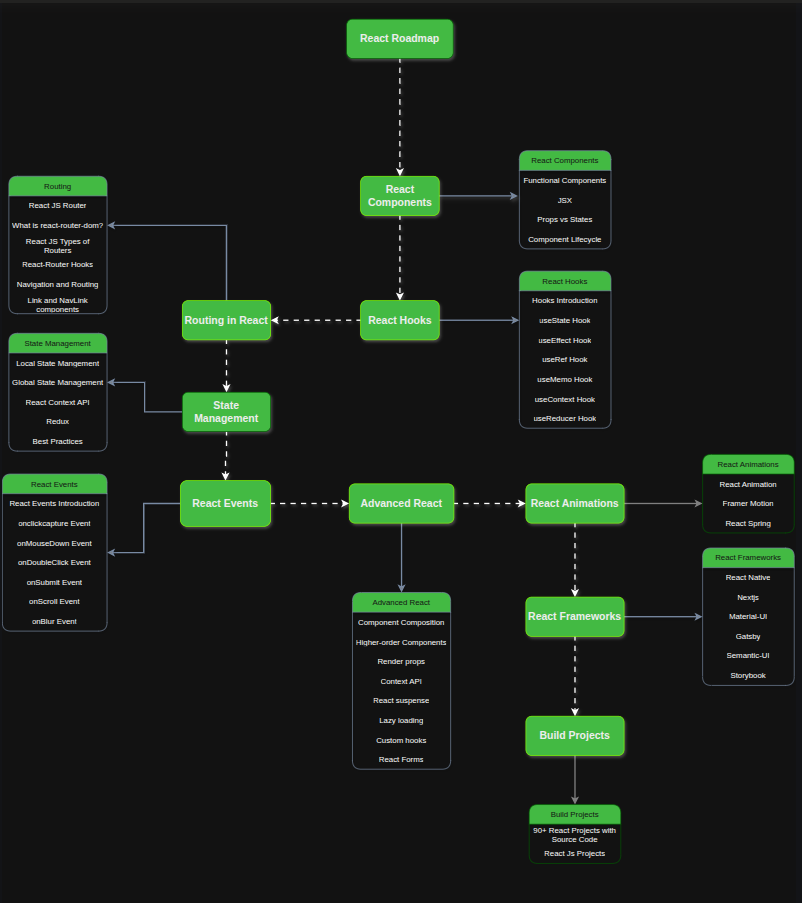 React Roadmap
React
Components
React Components
Functional Components
JSX
Props vs States
Component Lifecycle
Routing
React JS Router
What is react-router-dom?
React JS Types of
Routers
React-Router Hooks
Navigation and Routing
Link and NavLink
components
Routing in React
React Hooks
React Hooks
Hooks Introduction
useState Hook
useEffect Hook
useRef Hook
useMemo Hook
useContext Hook
useReducer Hook
State Management
Local State Management
Global State Management
React Context API
Redux
Best Practices
State
Management
React Events
React Events Introduction
onclickcapture Event
onMouseDown Event
onDoubleClick Event
onSubmit Event
onScroll Event
onBlur Event
React Events
Advanced React
React Animations
React Animations
React Animation
Framer Motion
React Spring
Advanced React
Component Composition
Higher-order Components
Render props
Context API
React suspense
Lazy loading
Custom hooks
React Forms
React Frameworks
React Frameworks
React Native
Nextjs
Material-UI
Gatsby
Semantic-UI
Storybook
Build Projects
Build Projects
90+ React Projects with
Source Code
React Js Projects